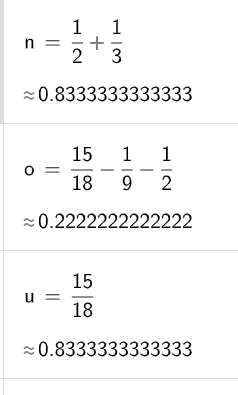 n = 1/2 + 1/3
≈0.8333333333333
o = 15/18 − 1/9 − 1/2
≈0.2222222222222
u = 15/18
≈0.8333333333333